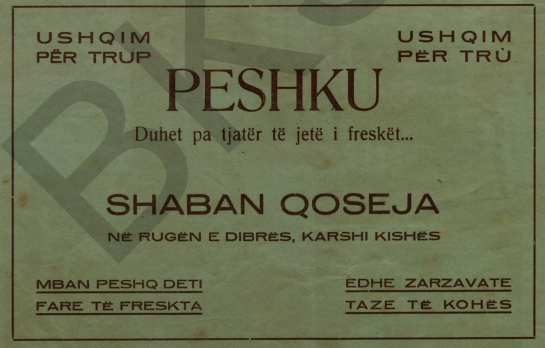 USHQIM
PËR TRUP
USHQIM
PËR TRÙ
PESHKU
Duhet pa tjatër të jetë i freskët...
SHABAN QOSEJA
NË RUGËN E DIBRËS, KARSHI KISHËS
MBAN PESHQ DETI
FARE TË FRESKTA
EDHE ZARZAVATE
TAZE TË KOHËS